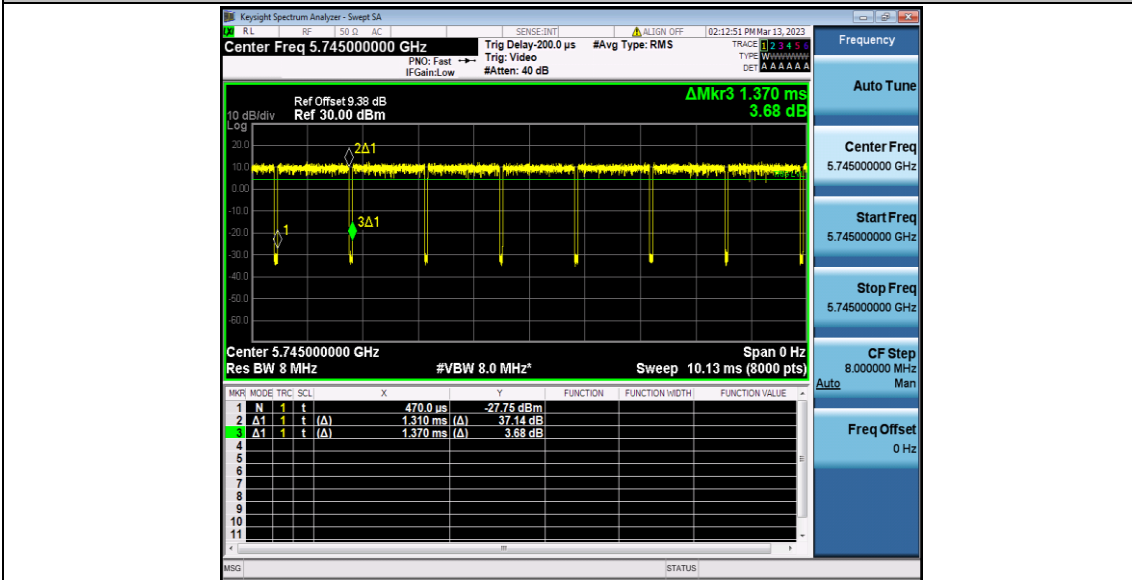 Keysight Spectrum Analyzer - Swept SA
RL RF 50 Ω AC SENSE:INT ALIGN OFF 02:12:51 PM Mar 13, 2023
Center Freq 5.745000000 GHz Trig Delay-200.0 µs #Avg Type: RMS TRACE 1 2 3 4 5 6
PNO: Fast Trig: Video TYPE WWWWWW
IFGain:Low #Atten: 40 dB DET A A A A A A
ΔMkr3 1.370 ms
3.68 dB
Ref Offset 9.38 dB
10 dB/div Ref 30.00 dBm
Log
20.0
10.0
0.00
-10.0
-20.0
-30.0
-40.0
-50.0
-60.0
2Δ1
1
3Δ1
Center 5.745000000 GHz Span 0 Hz
Res BW 8 MHz #VBW 8.0 MHz* Sweep 10.13 ms (8000 pts)
MKR MODE TRC SCL X Y FUNCTION FUNCTION WIDTH FUNCTION VALUE
1 N 1 t 470.0 µs -27.75 dBm
2 Δ1 1 t (Δ) 1.310 ms (Δ) 37.14 dB
3 Δ1 1 t (Δ) 1.370 ms (Δ) 3.68 dB
4
5
6
7
8
9
10
11
MSG STATUS
Frequency
Auto Tune
Center Freq
5.745000000 GHz
Start Freq
5.745000000 GHz
Stop Freq
5.745000000 GHz
CF Step
8.000000 MHz
Auto Man
Freq Offset
0 Hz